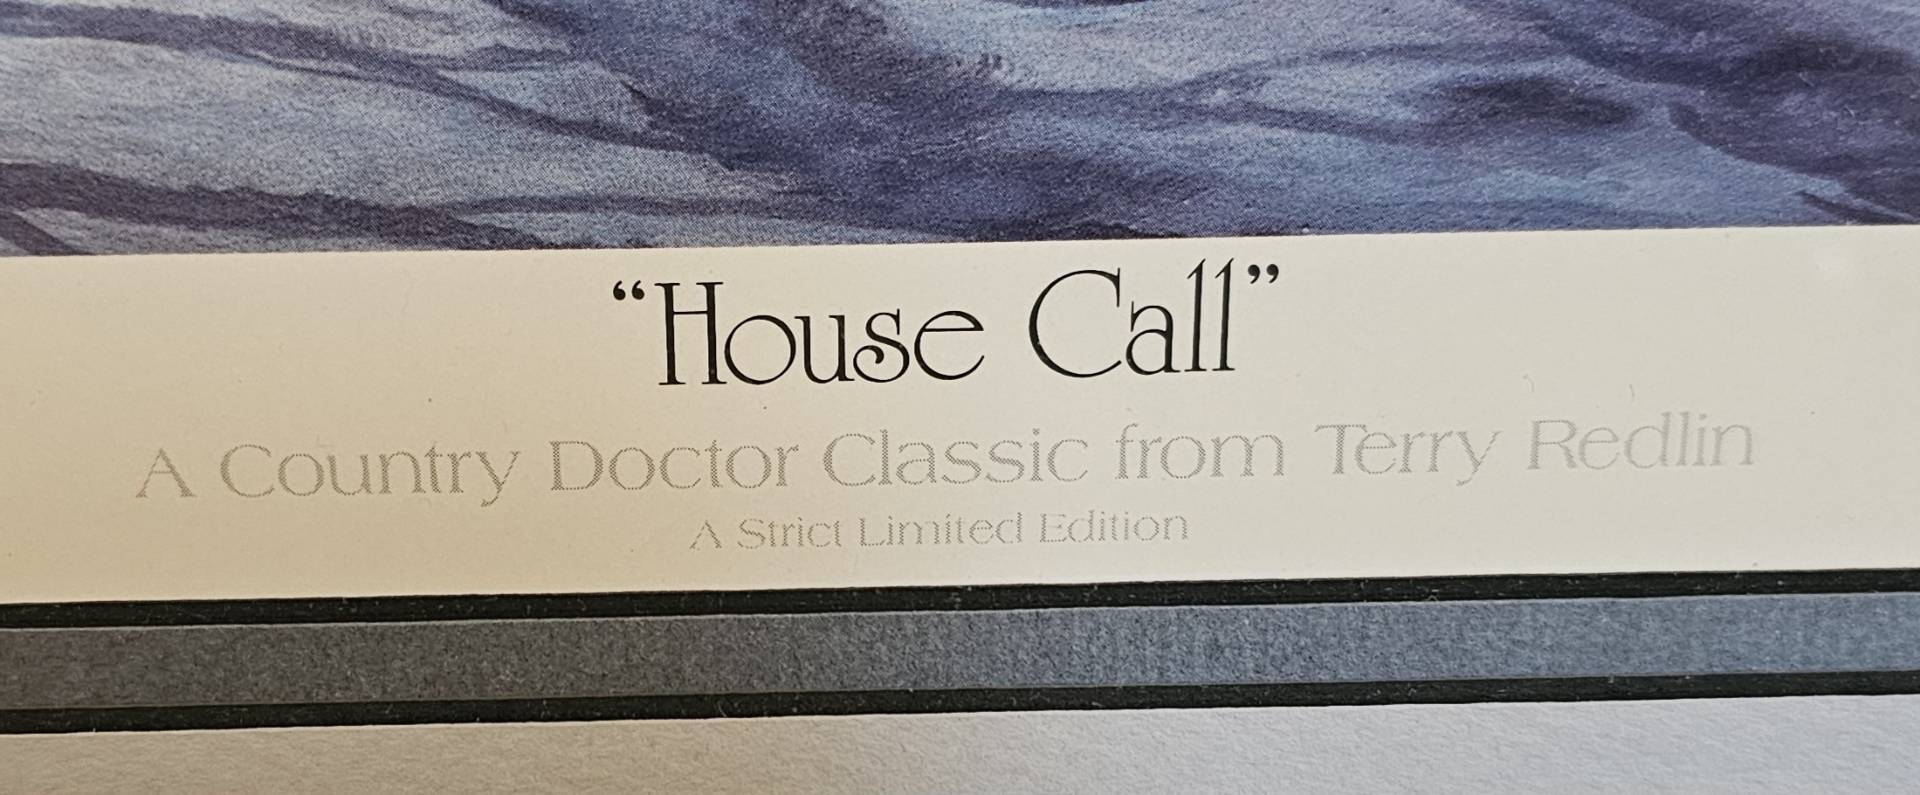 “House Call”
A Country Doctor Classic from Terry Redlin
A Strict Limited Edition